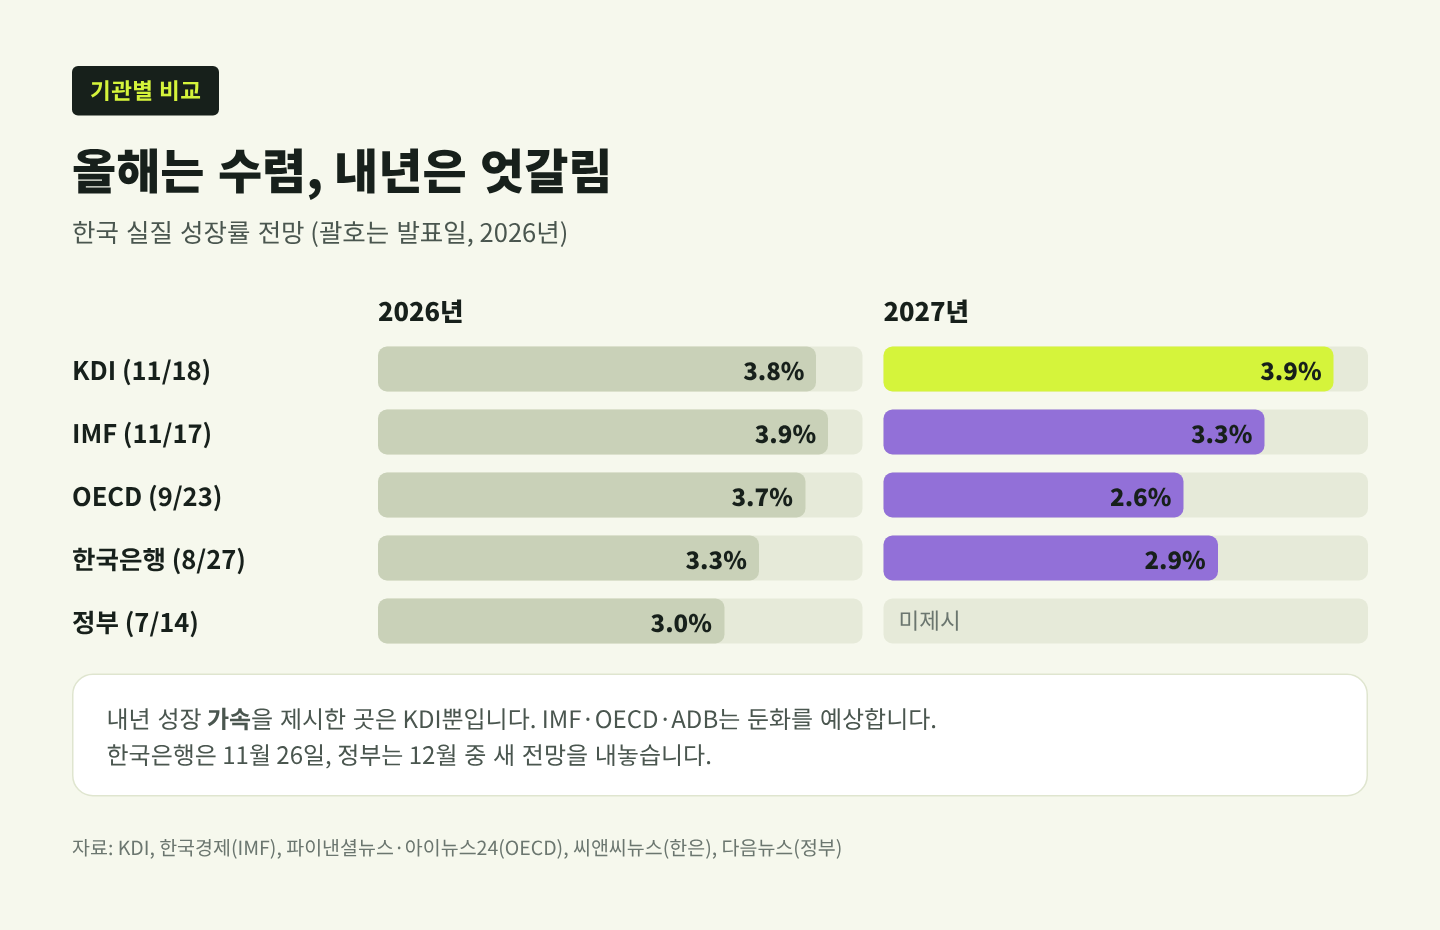 기관별 비교
올해는 수렴, 내년은 엇갈림
한국 실질 성장률 전망 (괄호는 발표일, 2026년)
2026년 2027년
KDI (11/18) 3.8% 3.9%
IMF (11/17) 3.9% 3.3%
OECD (9/23) 3.7% 2.6%
한국은행 (8/27) 3.3% 2.9%
정부 (7/14) 3.0% 미제시
내년 성장 가속을 제시한 곳은 KDI뿐입니다. IMF·OECD·ADB는 둔화를 예상합니다.
한국은행은 11월 26일, 정부는 12월 중 새 전망을 내놓습니다.
자료: KDI, 한국경제(IMF), 파이낸셜뉴스·아이뉴스24(OECD), 씨앤씨뉴스(한은), 다음뉴스(정부)